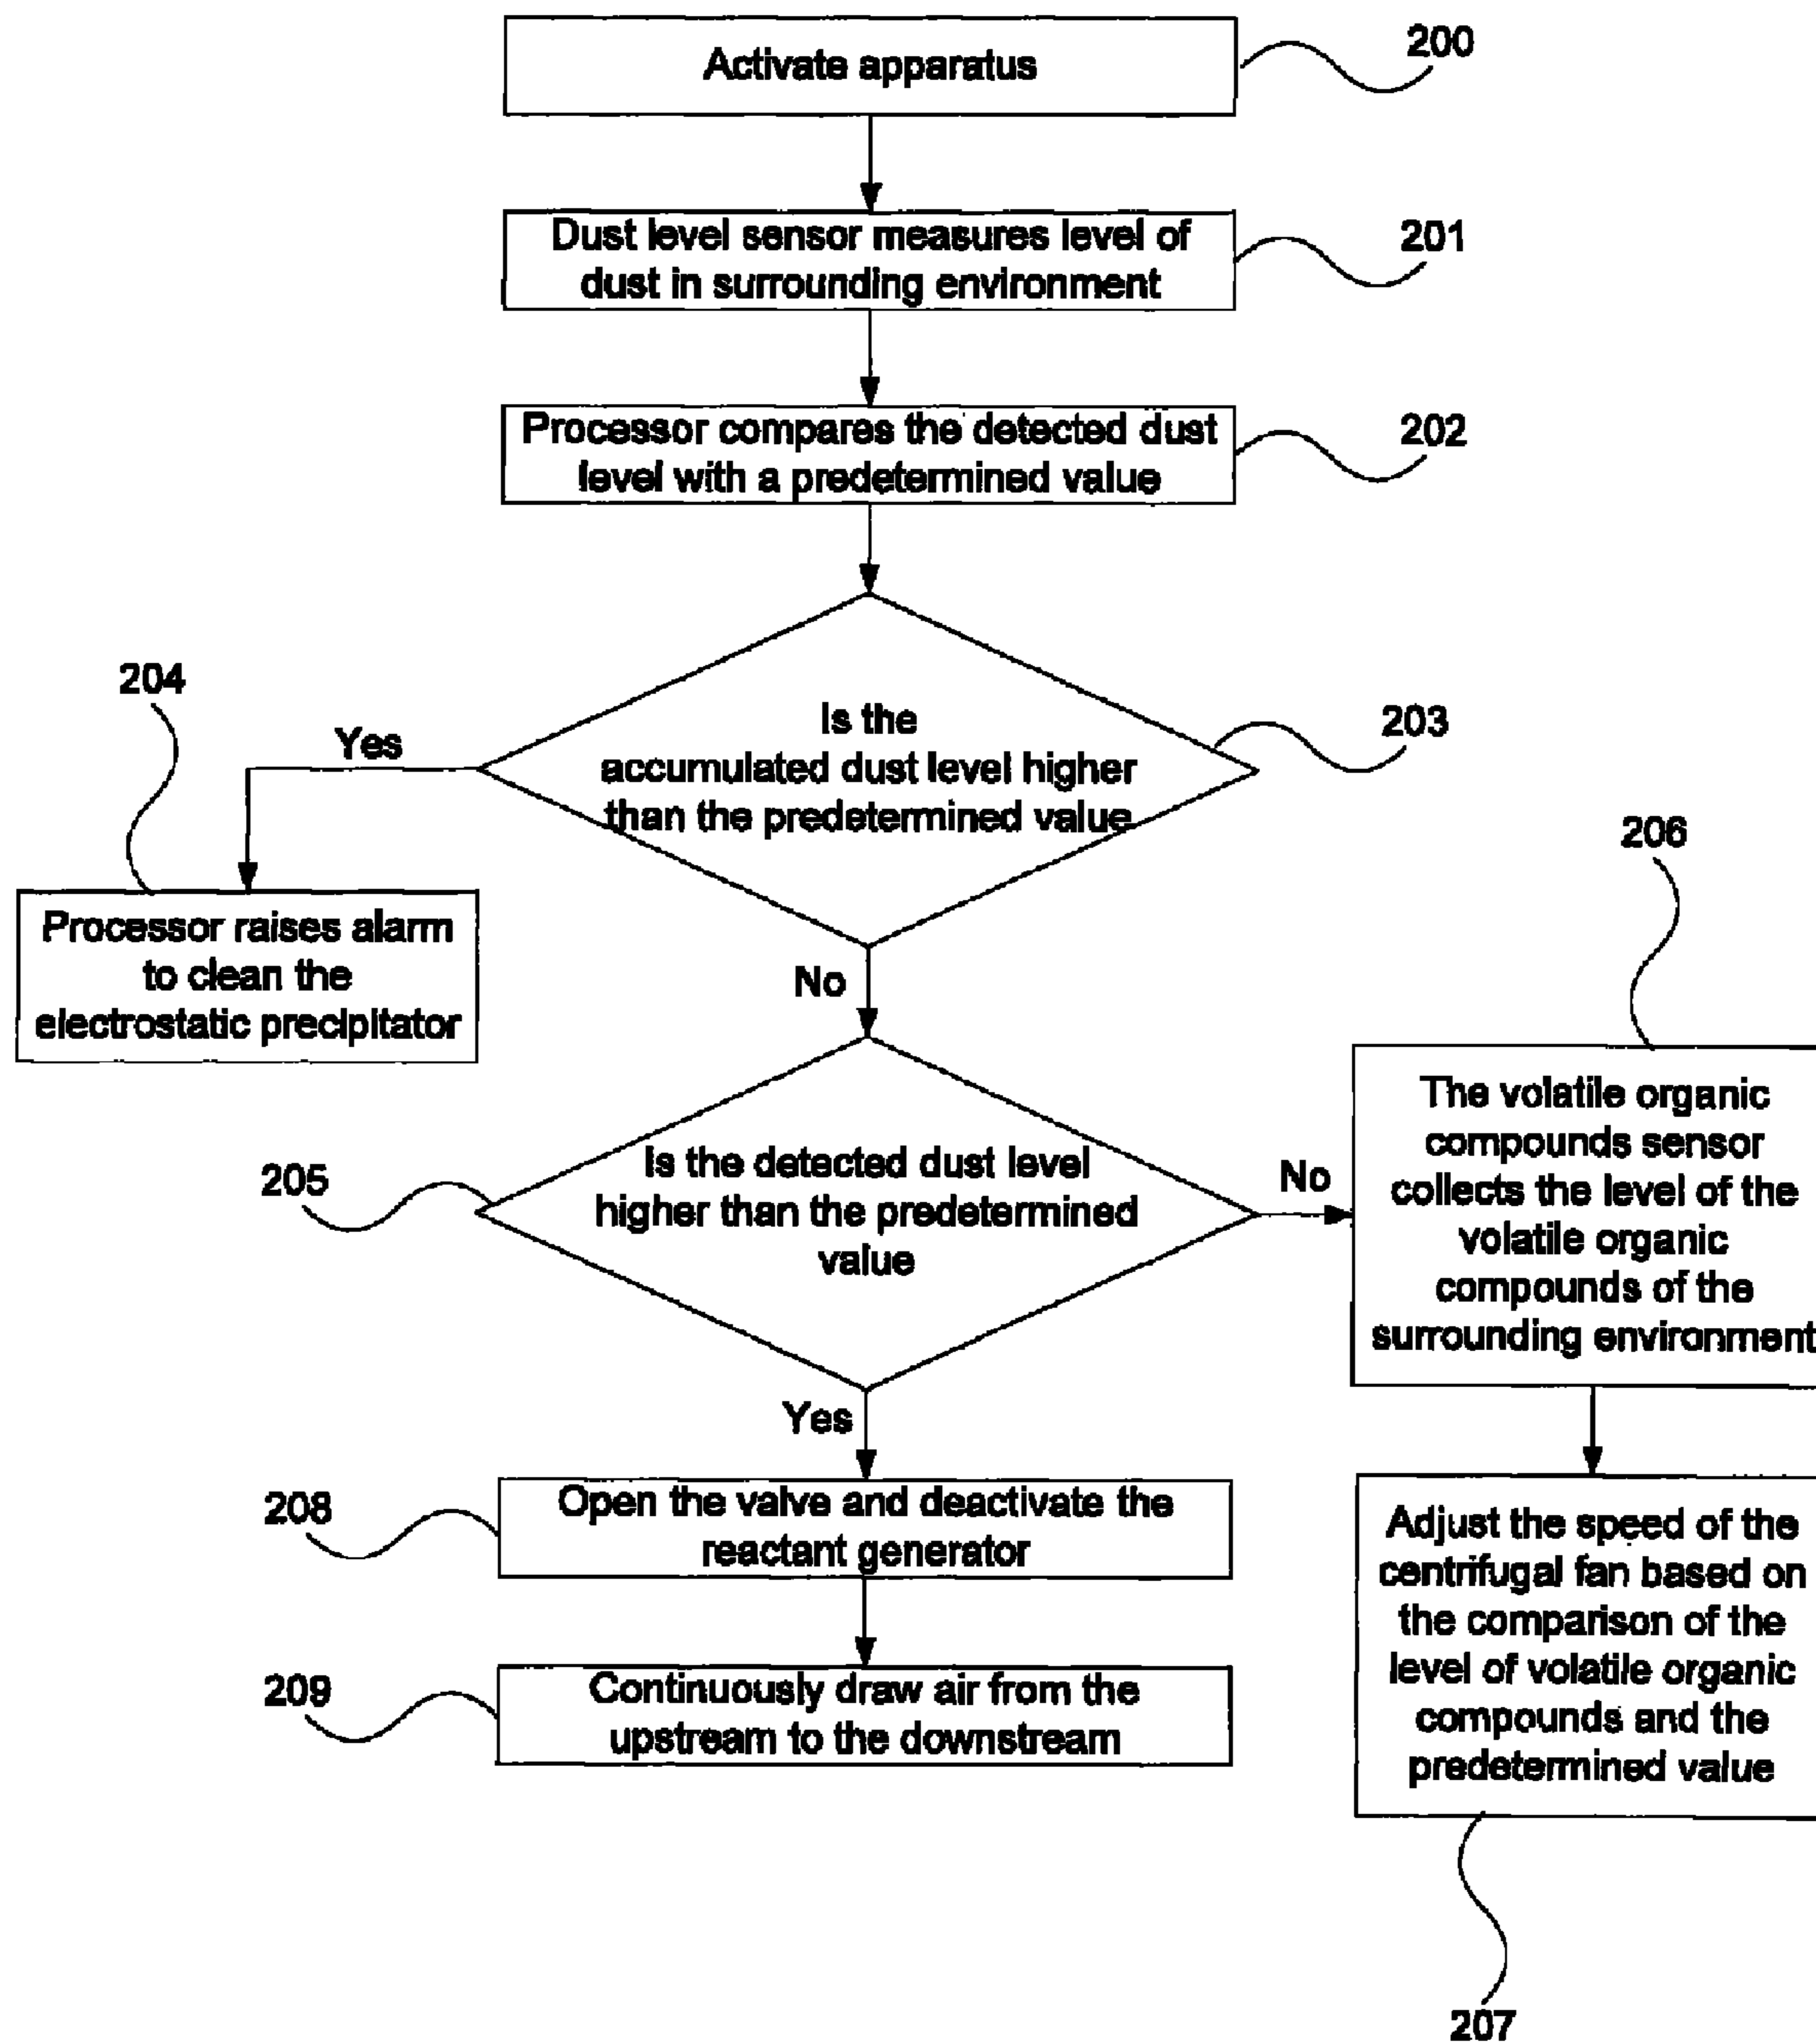 Activate apparatus
200
Dust level sensor measures level of
dust in surrounding environment
201
Processor compares the detected dust
level with a predetermined value
202
204
Yes
Is the
accumulated dust level higher
than the predetermined value
203
Processor raises alarm
to clean the
electrostatic precipitator
No
206
205
Is the detected dust level
higher than the predetermined
value
No
The volatile organic
compounds sensor
collects the level of the
volatile organic
compounds of the
surrounding environment
Yes
208
Open the valve and deactivate the
reactant generator
209
Continuously draw air from the
upstream to the downstream
Adjust the speed of the
centrifugal fan based on
the comparison of the
level of volatile organic
compounds and the
predetermined value
207